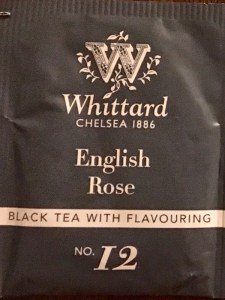 W
Whittard
CHELSEA 1886
English
Rose
BLACK TEA WITH FLAVOURING
NO. 12